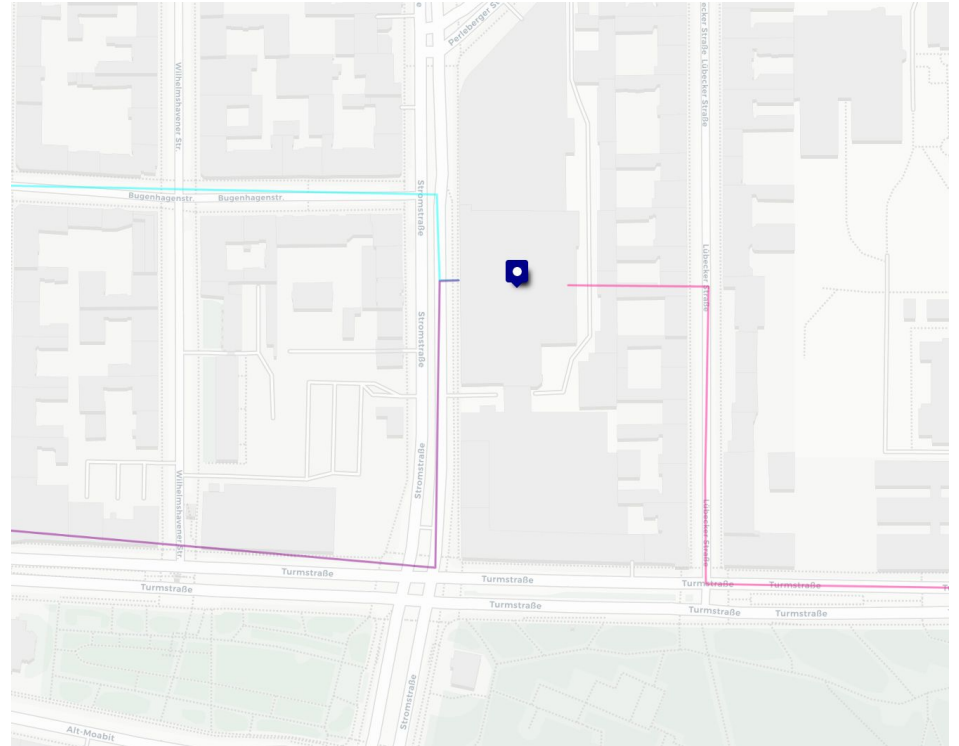 Perleberger S
Wilhelmshavener Str.
Lübecker Straße
Lübecker Straße
Bugenhagenstr.
Bugenhagenstr.
Stromstraße
Lübecker Straße
Stromstraße
Stromstraße
Wilhelmshavener Str.
Lübecker Straße
Turmstraße
Turmstraße
Turmstraße
Turmstraße
Turmstraße
Turmstraße
Turmstraße
Turmstraße
Stromstraße
Alt-Moabit